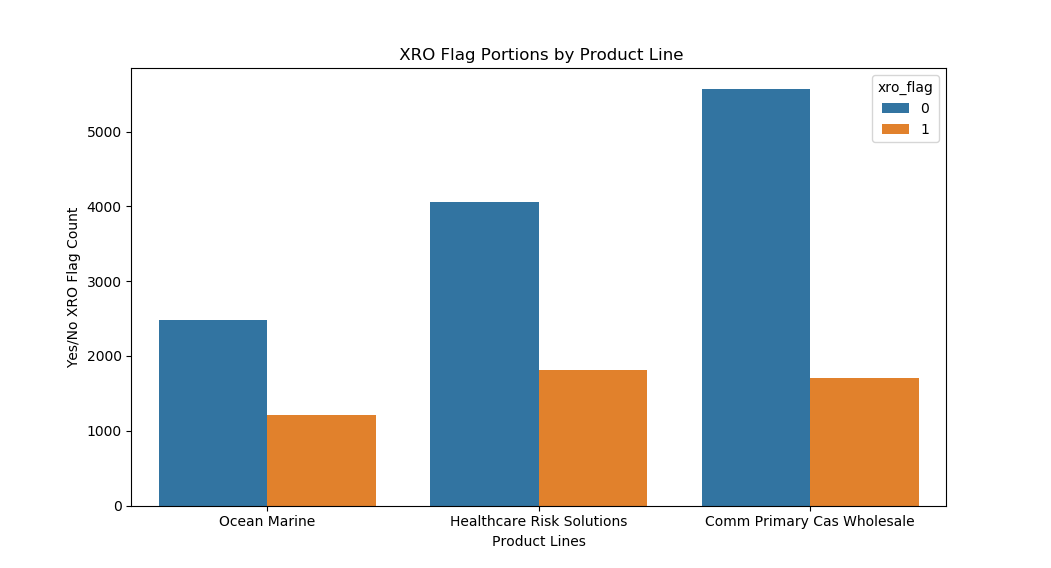 XRO Flag Portions by Product Line
xro_flag
0
1
Yes/No XRO Flag Count
5000
4000
3000
2000
1000
0
Ocean Marine
Healthcare Risk Solutions
Comm Primary Cas Wholesale
Product Lines